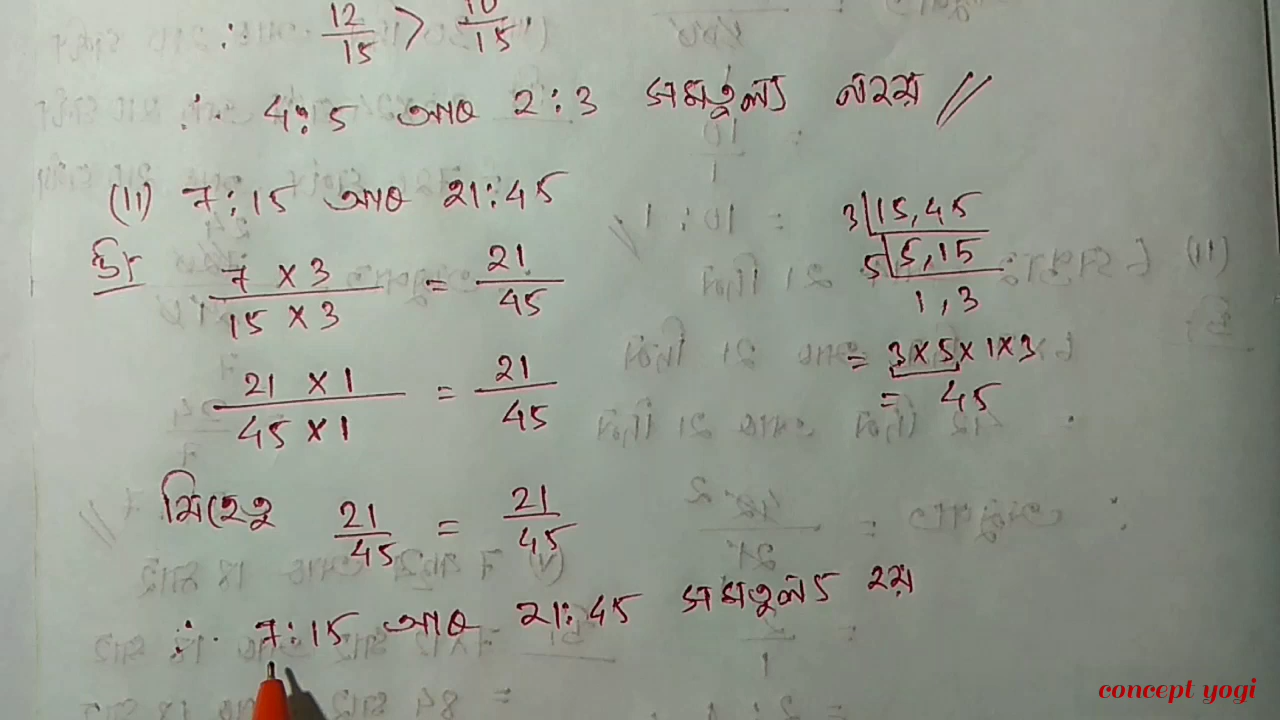 ∴ 12/15 > 10/15
∴ 4:5 আৰু 2:3 সমতুল্য নহয় //
(ii) 7:15 আৰু 21:45
উঃ 7 × 3 / 15 × 3 = 21/45
21 × 1 / 45 × 1 = 21/45
যিহেতু 21/45 = 21/45
∴ 7:15 আৰু 21:45 সমতুল্য হয়
3 | 15, 45
5 | 5, 15
1, 3
= 3 × 5 × 1 × 3
= 45
concept yogi